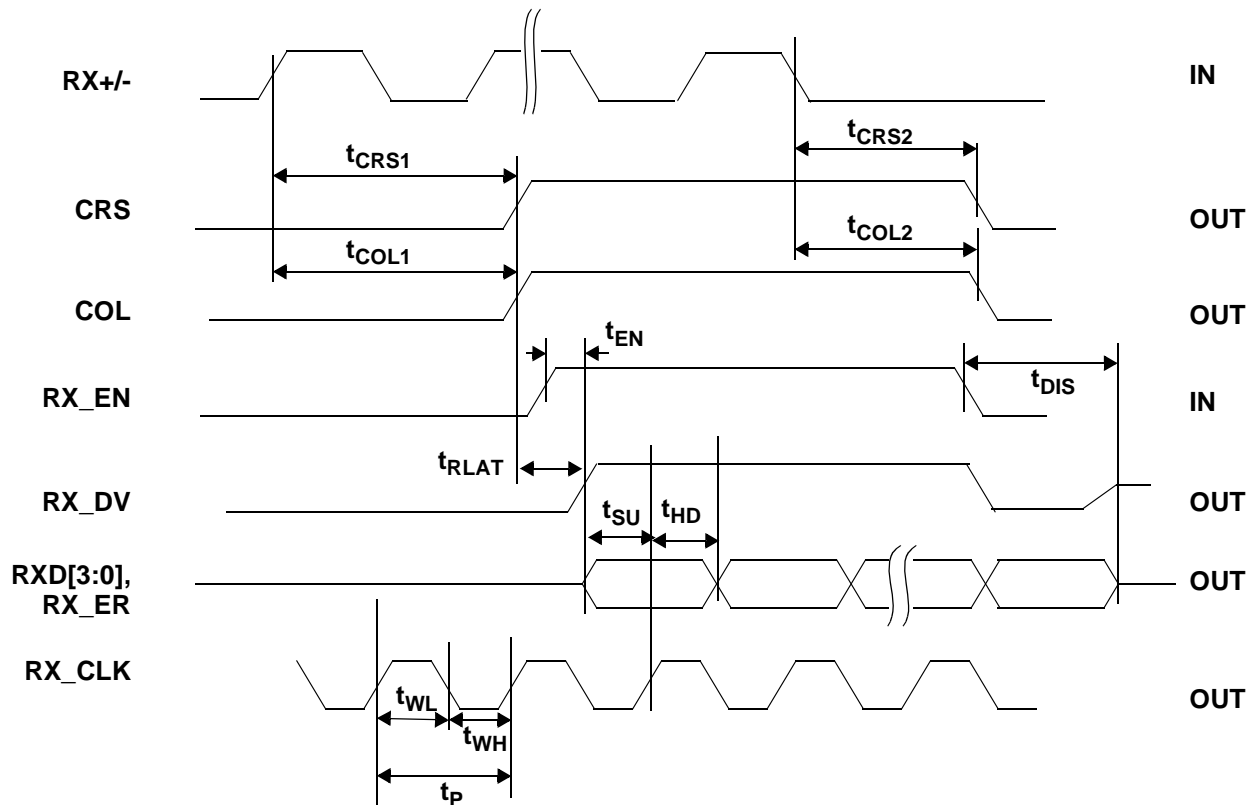 RX+/-
IN
tCRS1
tCRS2
CRS
OUT
tCOL1
tCOL2
COL
OUT
tEN
RX_EN
tDIS
IN
tRLAT
RX_DV
OUT
tSU
tHD
RXD[3:0],
RX_ER
OUT
RX_CLK
tWL
OUT
tWH
tP